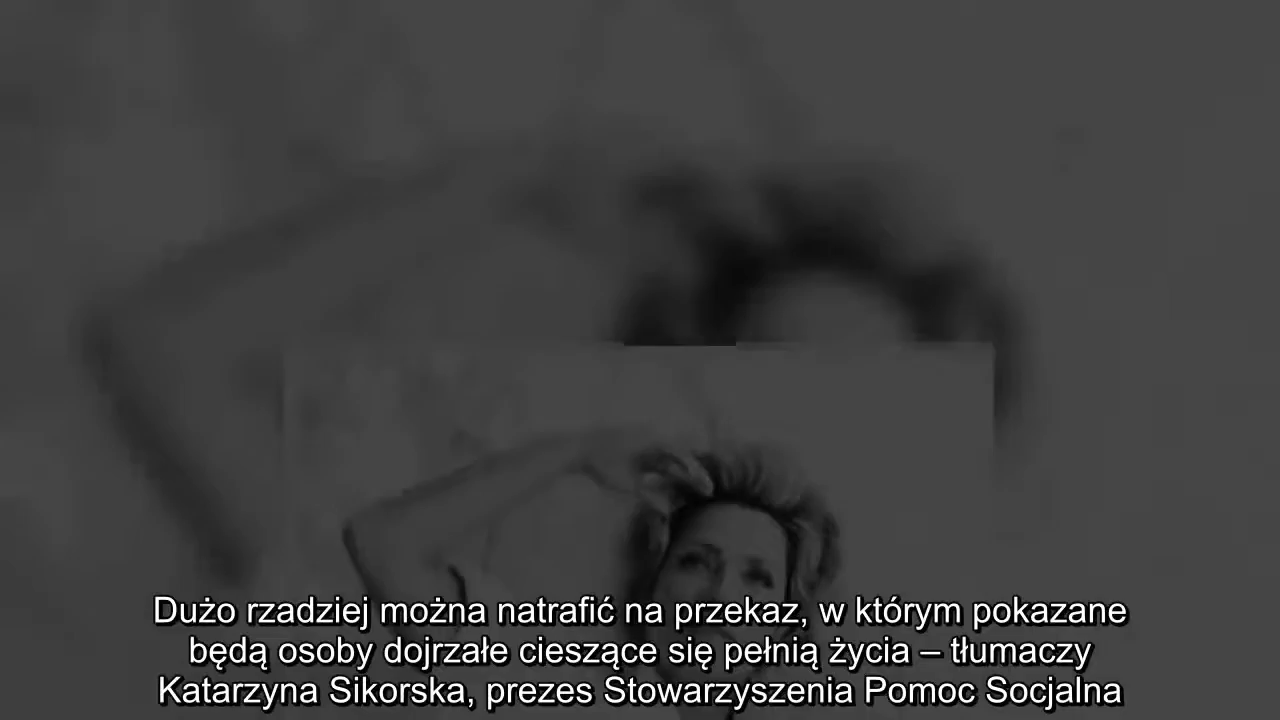 Dużo rzadziej można natrafić na przekaz, w którym pokazane
będą osoby dojrzałe cieszące się pełnią życia – tłumaczy
Katarzyna Sikorska, prezes Stowarzyszenia Pomoc Socjalna